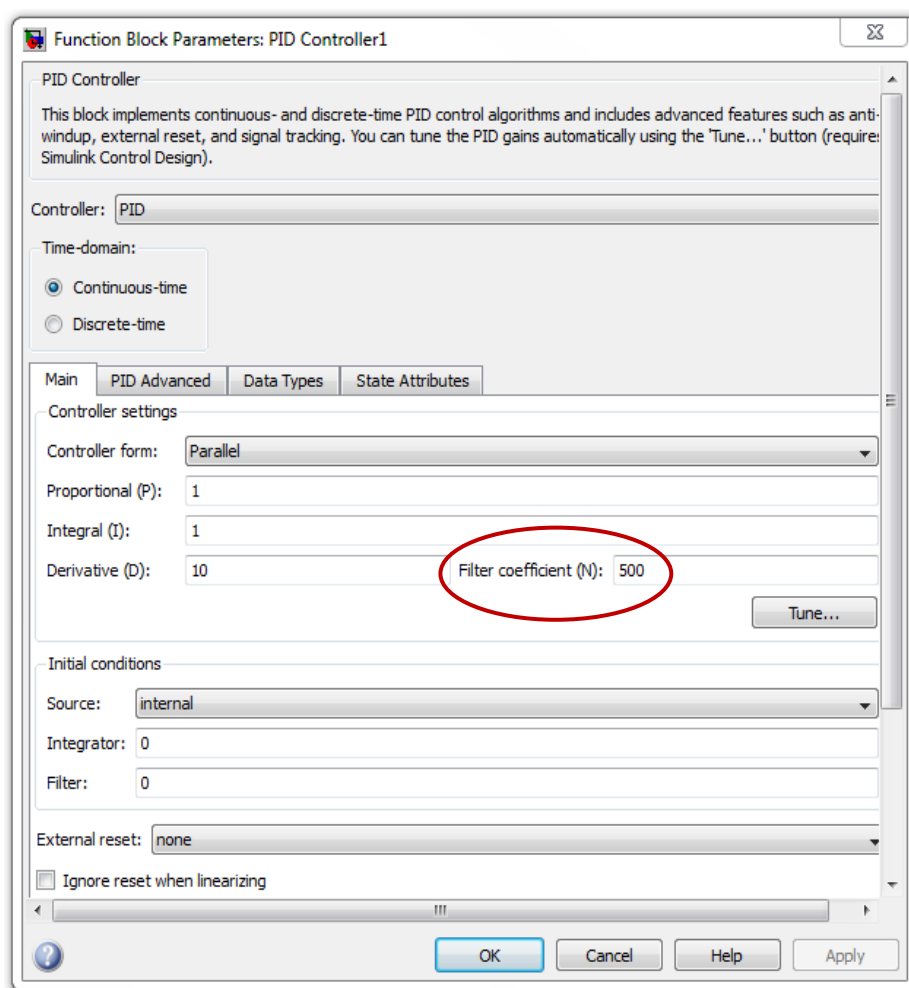 Function Block Parameters: PID Controller1
PID Controller
This block implements continuous- and discrete-time PID control algorithms and includes advanced features such as anti-
windup, external reset, and signal tracking. You can tune the PID gains automatically using the 'Tune...' button (requires
Simulink Control Design).
Controller: PID
Time-domain:
Continuous-time
Discrete-time
Main PID Advanced Data Types State Attributes
Controller settings
Controller form: Parallel
Proportional (P): 1
Integral (I): 1
Derivative (D): 10 Filter coefficient (N): 500
Tune...
Initial conditions
Source: internal
Integrator: 0
Filter: 0
External reset: none
Ignore reset when linearizing
OK Cancel Help Apply